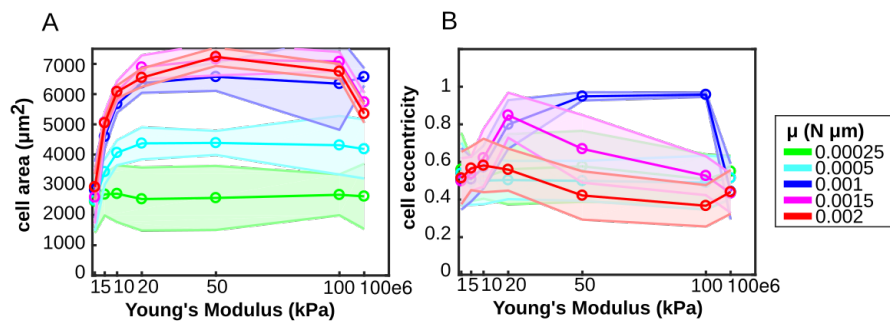 A
B
7000
6000
5000
4000
3000
2000
1000
0
cell area (µm²)
15 10 20 50 100 100e6
Young's Modulus (kPa)
1
0.8
0.6
0.4
0.2
0
cell eccentricity
15 10 20 50 100 100e6
Young's Modulus (kPa)
µ (N µm)
0.00025
0.0005
0.001
0.0015
0.002